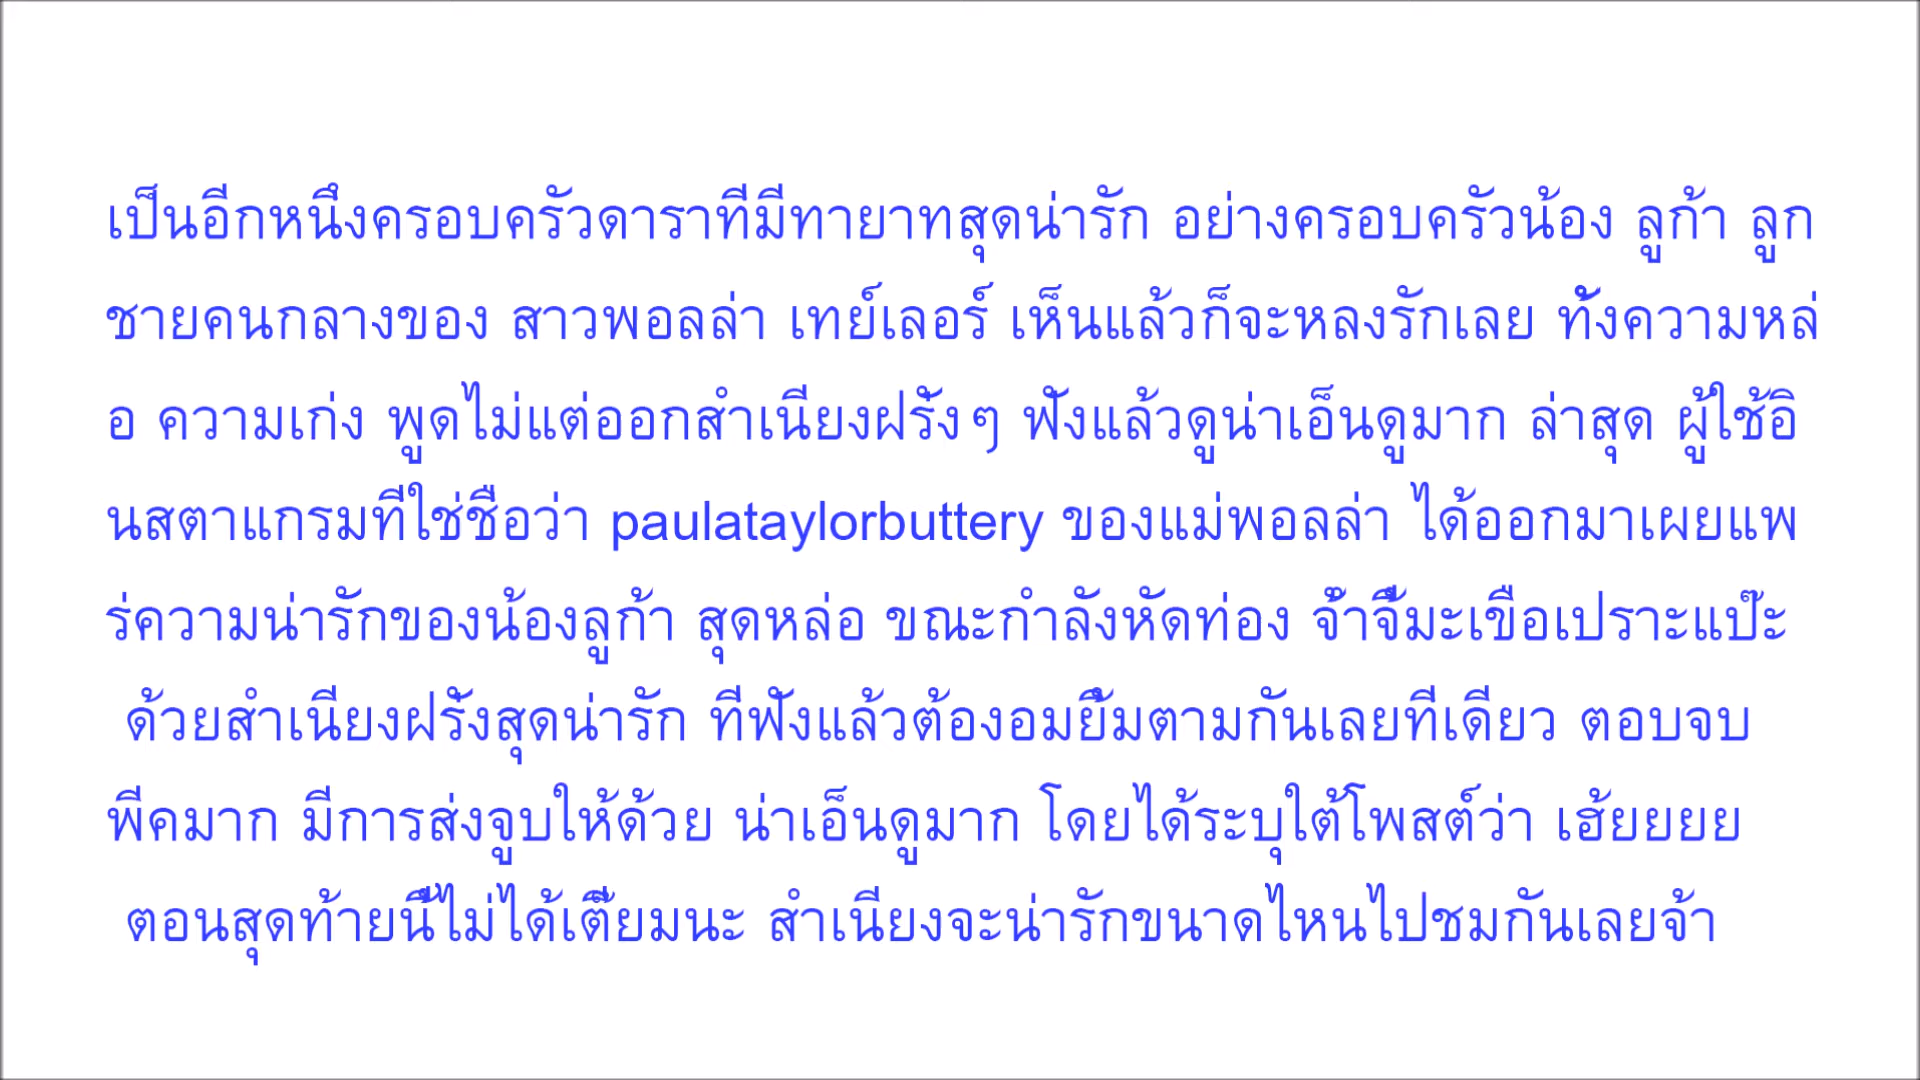 เป็นอีกหนึ่งครอบครัวดาราที่มีทายาทสุดน่ารัก อย่างครอบครัวน้อง ลูก้า ลูก
ชายคนกลางของ สาวพอลล่า เทย์เลอร์ เห็นแล้วก็จะหลงรักเลย ทั้งความหล่
อ ความเก่ง พูดไม่แต่ออกสำเนียงฝรั่งๆ ฟังแล้วดูน่าเอ็นดูมาก ล่าสุด ผู้ใช้อิ
นสตาแกรมที่ใช่ชื่อว่า paulataylorbuttery ของแม่พอลล่า ได้ออกมาเผยแพ
ร่ความน่ารักของน้องลูก้า สุดหล่อ ขณะกำลังหัดท่อง จ้ำจี้มะเขือเปราะแป๊ะ
ด้วยสำเนียงฝรั่งสุดน่ารัก ที่ฟังแล้วต้องอมยิ้มตามกันเลยทีเดียว ตอบจบ
พีคมาก มีการส่งจูบให้ด้วย น่าเอ็นดูมาก โดยได้ระบุใต้โพสต์ว่า เฮ้ยยยย
ตอนสุดท้ายนี้ไม่ได้เตี๊ยมนะ สำเนียงจะน่ารักขนาดไหนไปชมกันเลยจ้า